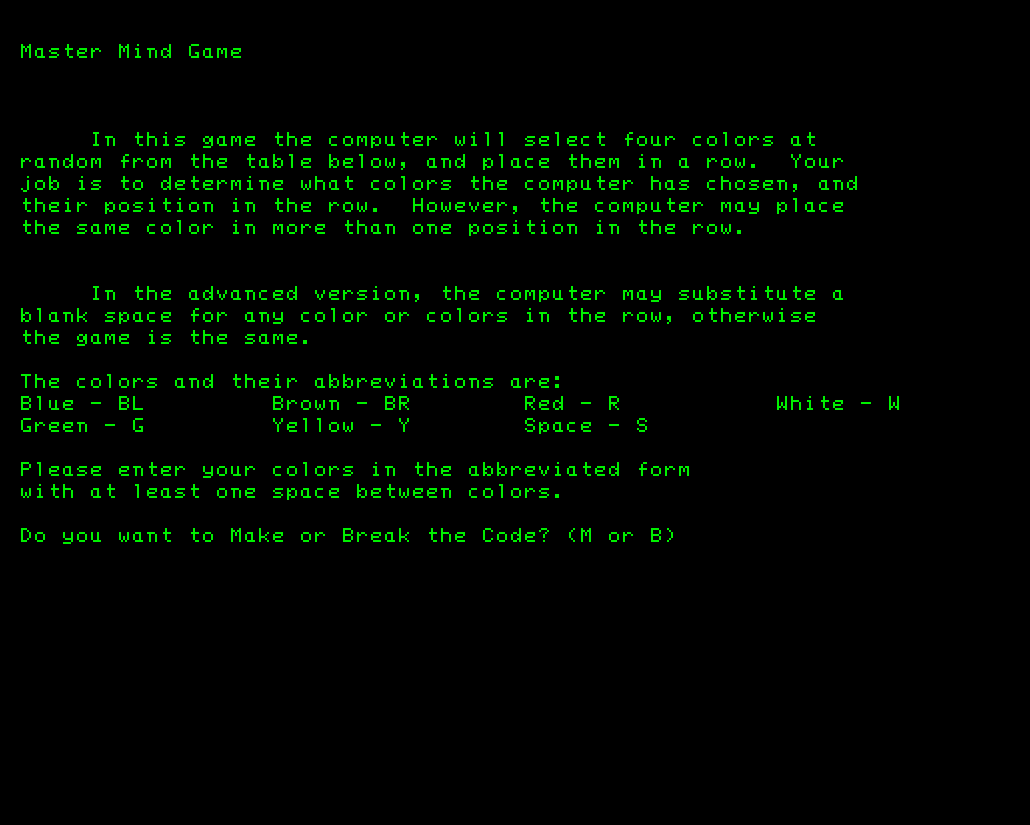 Master Mind Game
In this game the computer will select four colors at
random from the table below, and place them in a row.  Your
job is to determine what colors the computer has chosen, and
their position in the row.  However, the computer may place
the same color in more than one position in the row.
In the advanced version, the computer may substitute a
blank space for any color or colors in the row, otherwise
the game is the same.
The colors and their abbreviations are:
Blue - BL         Brown - BR        Red - R           White - W
Green - G         Yellow - Y        Space - S
Please enter your colors in the abbreviated form
with at least one space between colors.
Do you want to Make or Break the Code? (M or B)